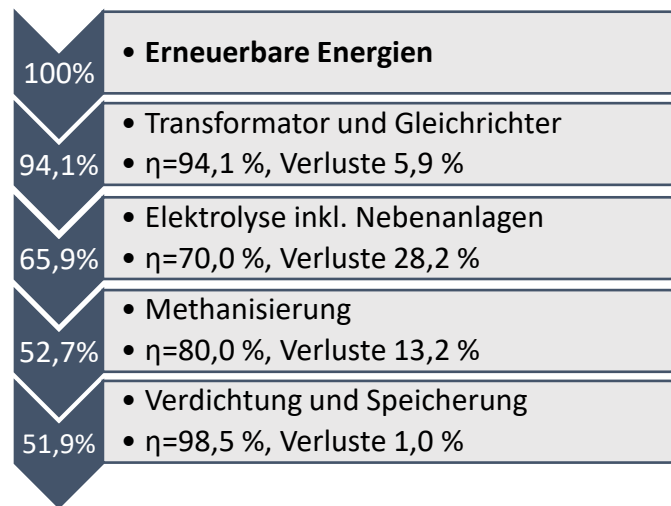 100%
• Erneuerbare Energien
94,1%
• Transformator und Gleichrichter
• η=94,1 %, Verluste 5,9 %
65,9%
• Elektrolyse inkl. Nebenanlagen
• η=70,0 %, Verluste 28,2 %
52,7%
• Methanisierung
• η=80,0 %, Verluste 13,2 %
51,9%
• Verdichtung und Speicherung
• η=98,5 %, Verluste 1,0 %